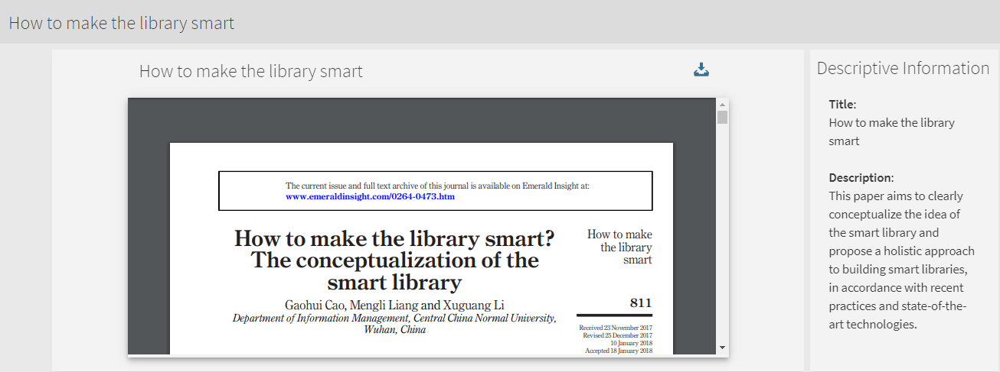 How to make the library smart
How to make the library smart
The current issue and full text archive of this journal is available on Emerald Insight at:
www.emeraldinsight.com/0264-0473.htm
How to make the library smart?
The conceptualization of the
smart library
Gaohui Cao, Mengli Liang and Xuguang Li
Department of Information Management, Central China Normal University,
Wuhan, China
How to make
the library
smart
811
Received 23 November 2017
Revised 25 December 2017
10 January 2018
Accepted 18 January 2018
Descriptive Information
Title:
How to make the library
smart
Description:
This paper aims to clearly
conceptualize the idea of
the smart library and
propose a holistic approach
to building smart libraries,
in accordance with recent
practices and state-of-the-
art technologies.